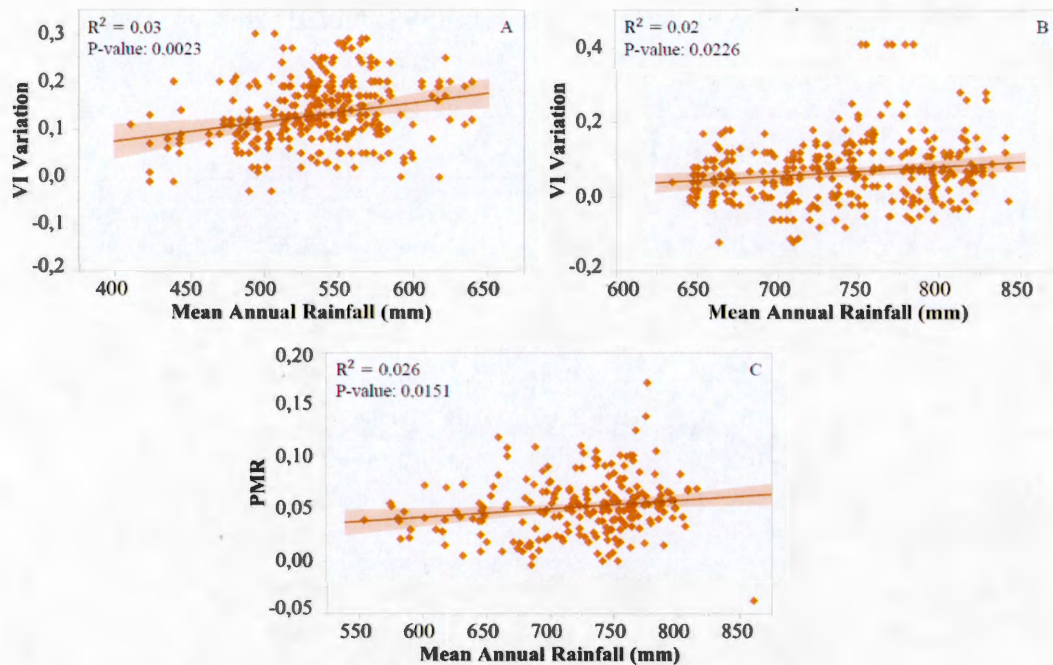 R² = 0.03
P-value: 0.0023
A
0,3
0,2
0,1
0,0
-0,1
-0,2
VI Variation
400 450 500 550 600 650
Mean Annual Rainfall (mm)
R² = 0.02
P-value: 0.0226
B
0,4
0,2
0,0
-0,2
VI Variation
600 650 700 750 800 850
Mean Annual Rainfall (mm)
R² = 0.026
P-value: 0.0151
C
0,20
0,15
0,10
0,05
0,00
-0,05
PMR
550 600 650 700 750 800 850
Mean Annual Rainfall (mm)